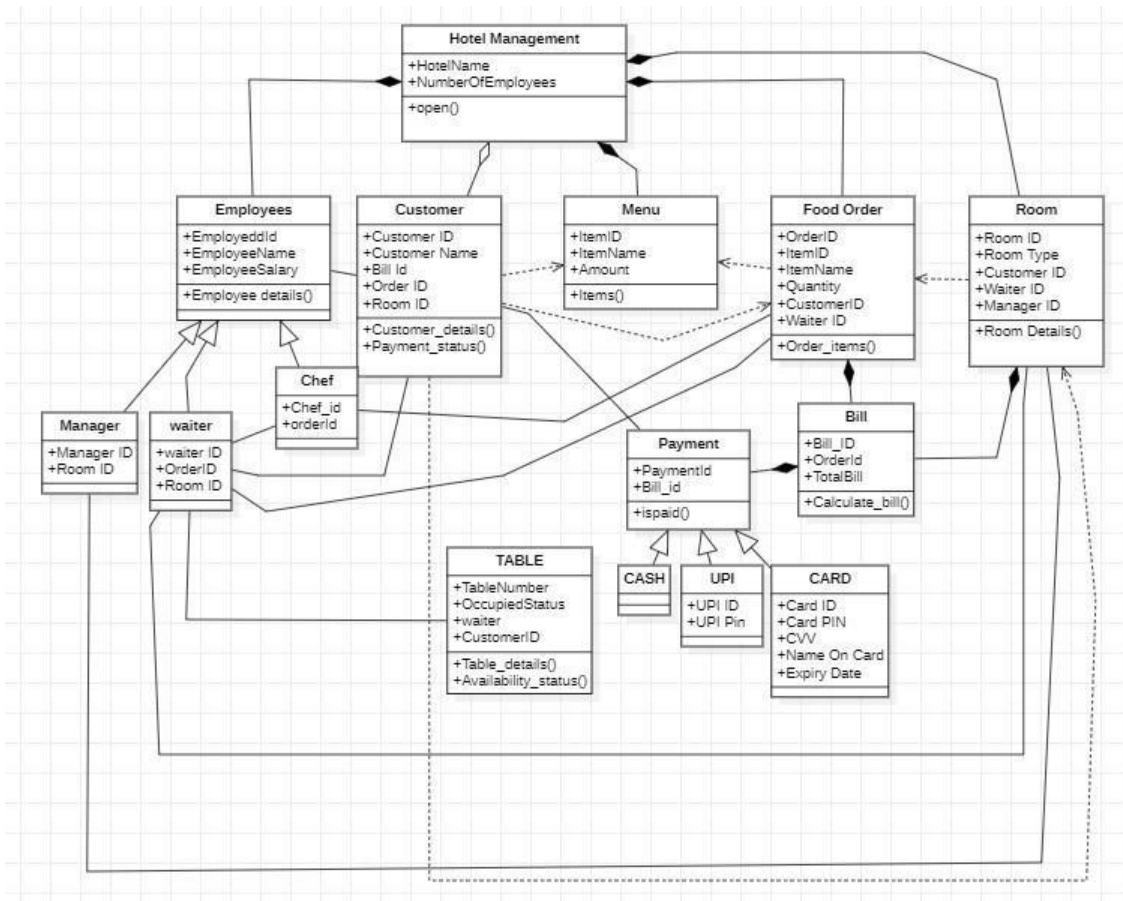 Hotel Management
+HotelName
+NumberOfEmployees
+open()
Employees
+EmployeddId
+EmployeeName
+EmployeeSalary
+Employee details()
Customer
+Customer ID
+Customer Name
+Bill Id
+Order ID
+Room ID
+Customer_details()
+Payment_status()
Menu
+ItemID
+ItemName
+Amount
+Items()
Food Order
+OrderID
+ItemID
+ItemName
+Quantity
+CustomerID
+Waiter ID
+Order_items()
Room
+Room ID
+Room Type
+Customer ID
+Waiter ID
+Manager ID
+Room Details()
Chef
+Chef_id
+orderId
Manager
+Manager ID
+Room ID
waiter
+waiter ID
+OrderID
+Room ID
Payment
+PaymentId
+Bill_id
+ispaid()
Bill
+Bill_ID
+OrderId
+TotalBill
+Calculate_bill()
TABLE
+TableNumber
+OccupiedStatus
+waiter
+CustomerID
+Table_details()
+Availability_status()
CASH
UPI
+UPI ID
+UPI Pin
CARD
+Card ID
+Card PIN
+CVV
+Name On Card
+Expiry Date